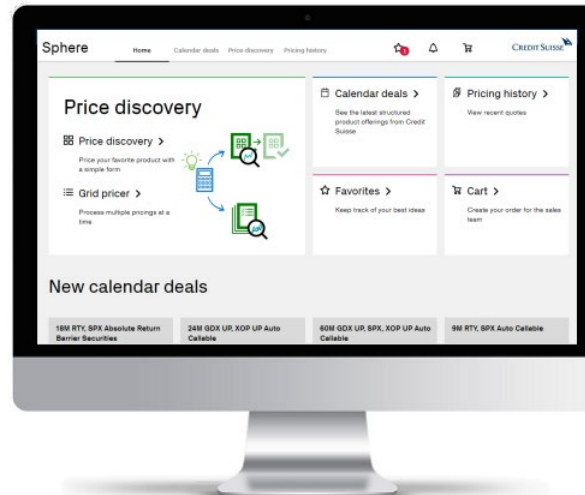 Sphere
Home
Calendar deals
Price discovery
Pricing history
1
CREDIT SUISSE
Price discovery
Price discovery >
Price your favorite product with
a simple form
Grid pricer >
Process multiple pricings at a
time
Calendar deals >
See the latest structured
product offerings from Credit
Suisse
Pricing history >
View recent quotes
Favorites >
Keep track of your best ideas
Cart >
Create your order for the sales
team
New calendar deals
18M RTY, SPX Absolute Return
Barrier Securities
24M GDX UP, XOP UP Auto
Callable
60M GDX UP, SPX, XOP UP Auto
Callable
9M RTY, SPX Auto Callable